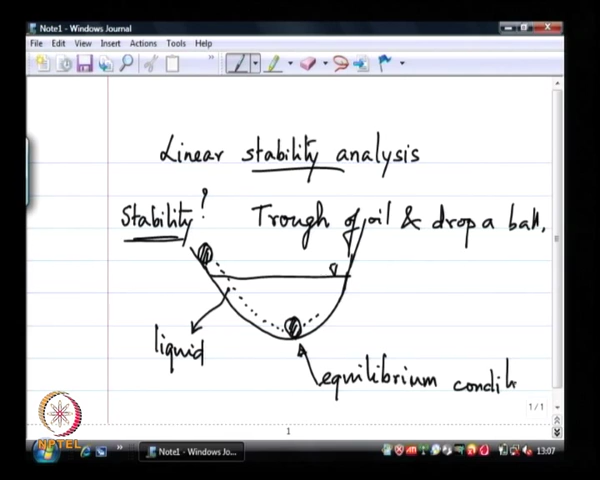 Note1 - Windows Journal
File Edit View Insert Actions Tools Help
Linear stability analysis
Stability? Trough of oil & drop a ball.
liquid
equilibrium condit
1/1
1
NPTEL
Note1 - Windows Jo...
13:07